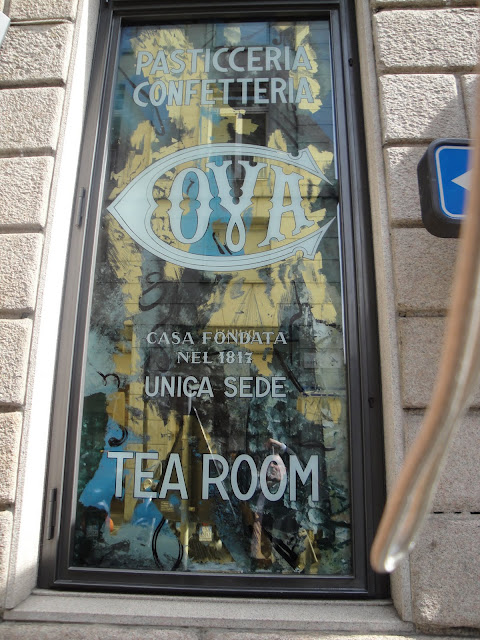 PASTICCERIA
CONFETTERIA
COVA
CASA FONDATA
NEL 1817
UNICA SEDE
TEA ROOM